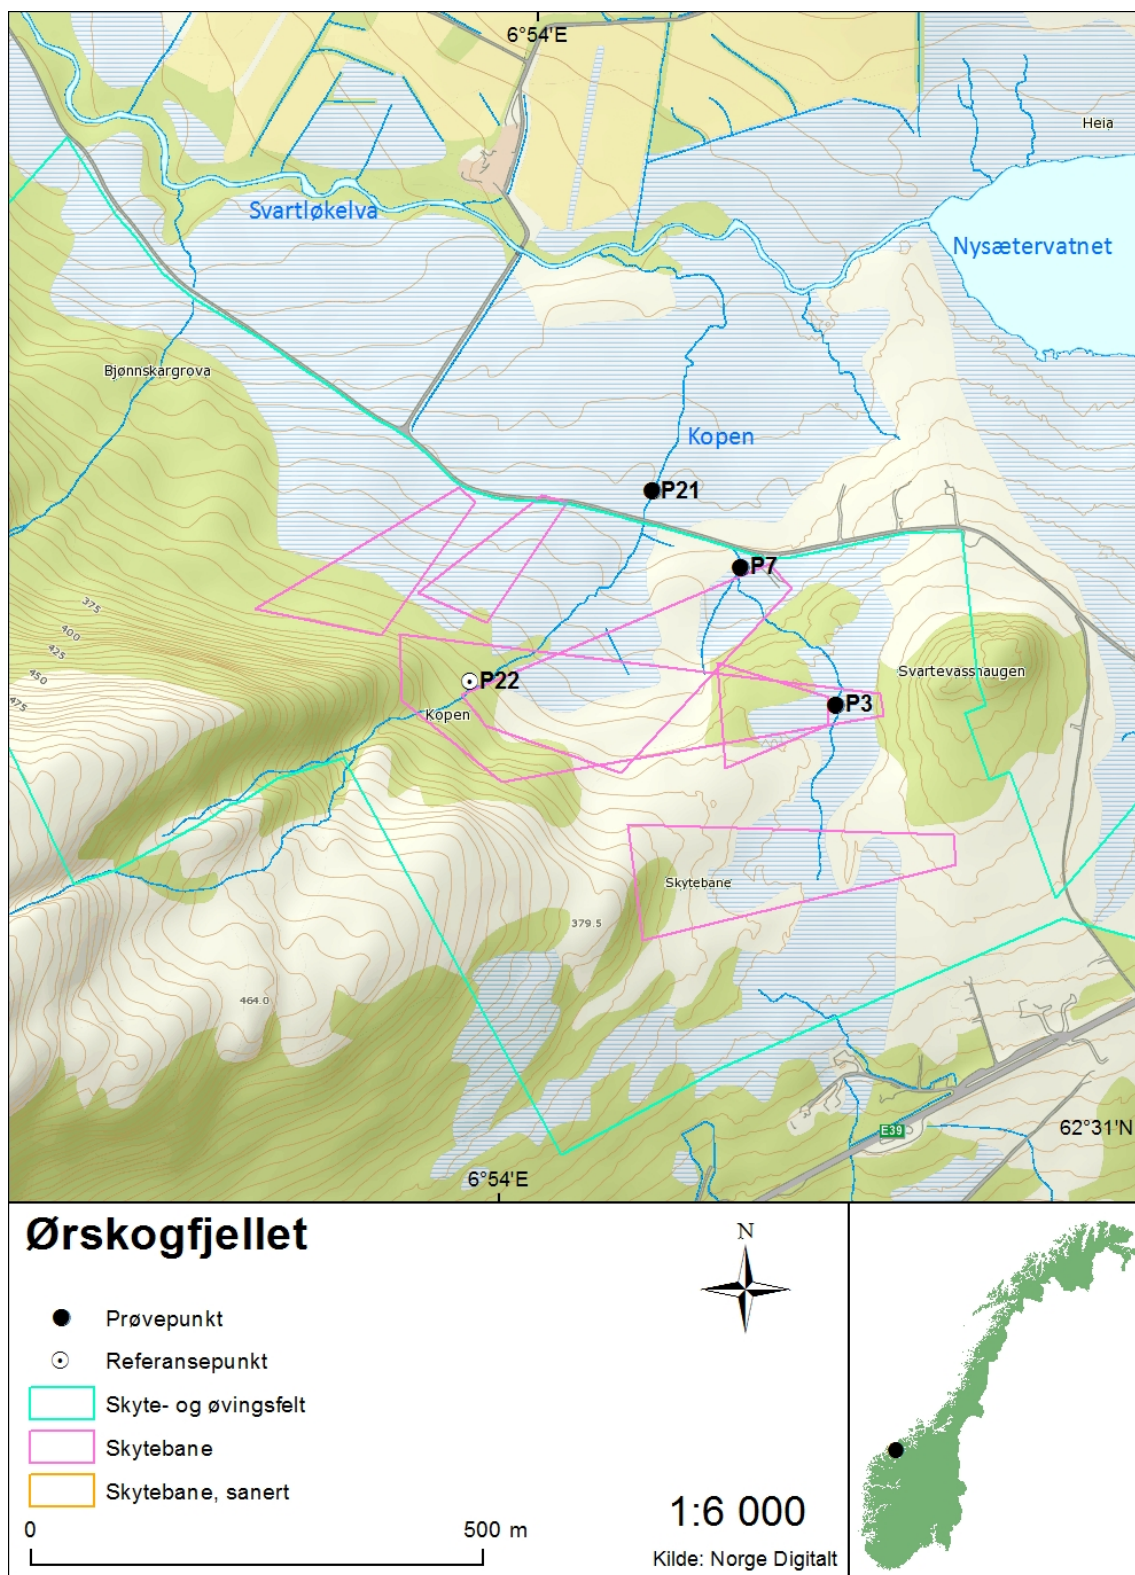 6°54'E
Heia
Svartløkelva
Nysætervatnet
Bjønnskargrova
Kopen
P21
P7
375
400
425
450
475
P22
Svartevasshaugen
P3
Kopen
Skytebane
379.5
464.0
E39
62°31'N
6°54'E
Ørskogfjellet
N
Prøvepunkt
Referansepunkt
Skyte- og øvingsfelt
Skytebane
Skytebane, sanert
0 500 m
1:6 000
Kilde: Norge Digitalt